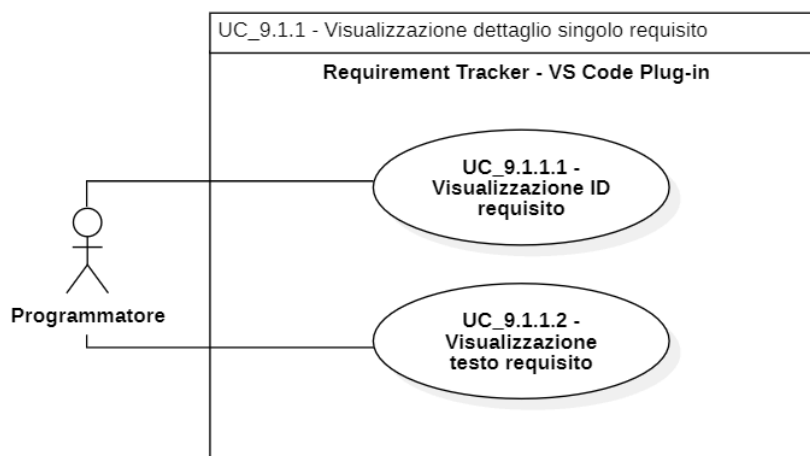 UC_9.1.1 - Visualizzazione dettaglio singolo requisito
Requirement Tracker - VS Code Plug-in
UC_9.1.1.1 -
Visualizzazione ID
requisito
Programmatore
UC_9.1.1.2 -
Visualizzazione
testo requisito